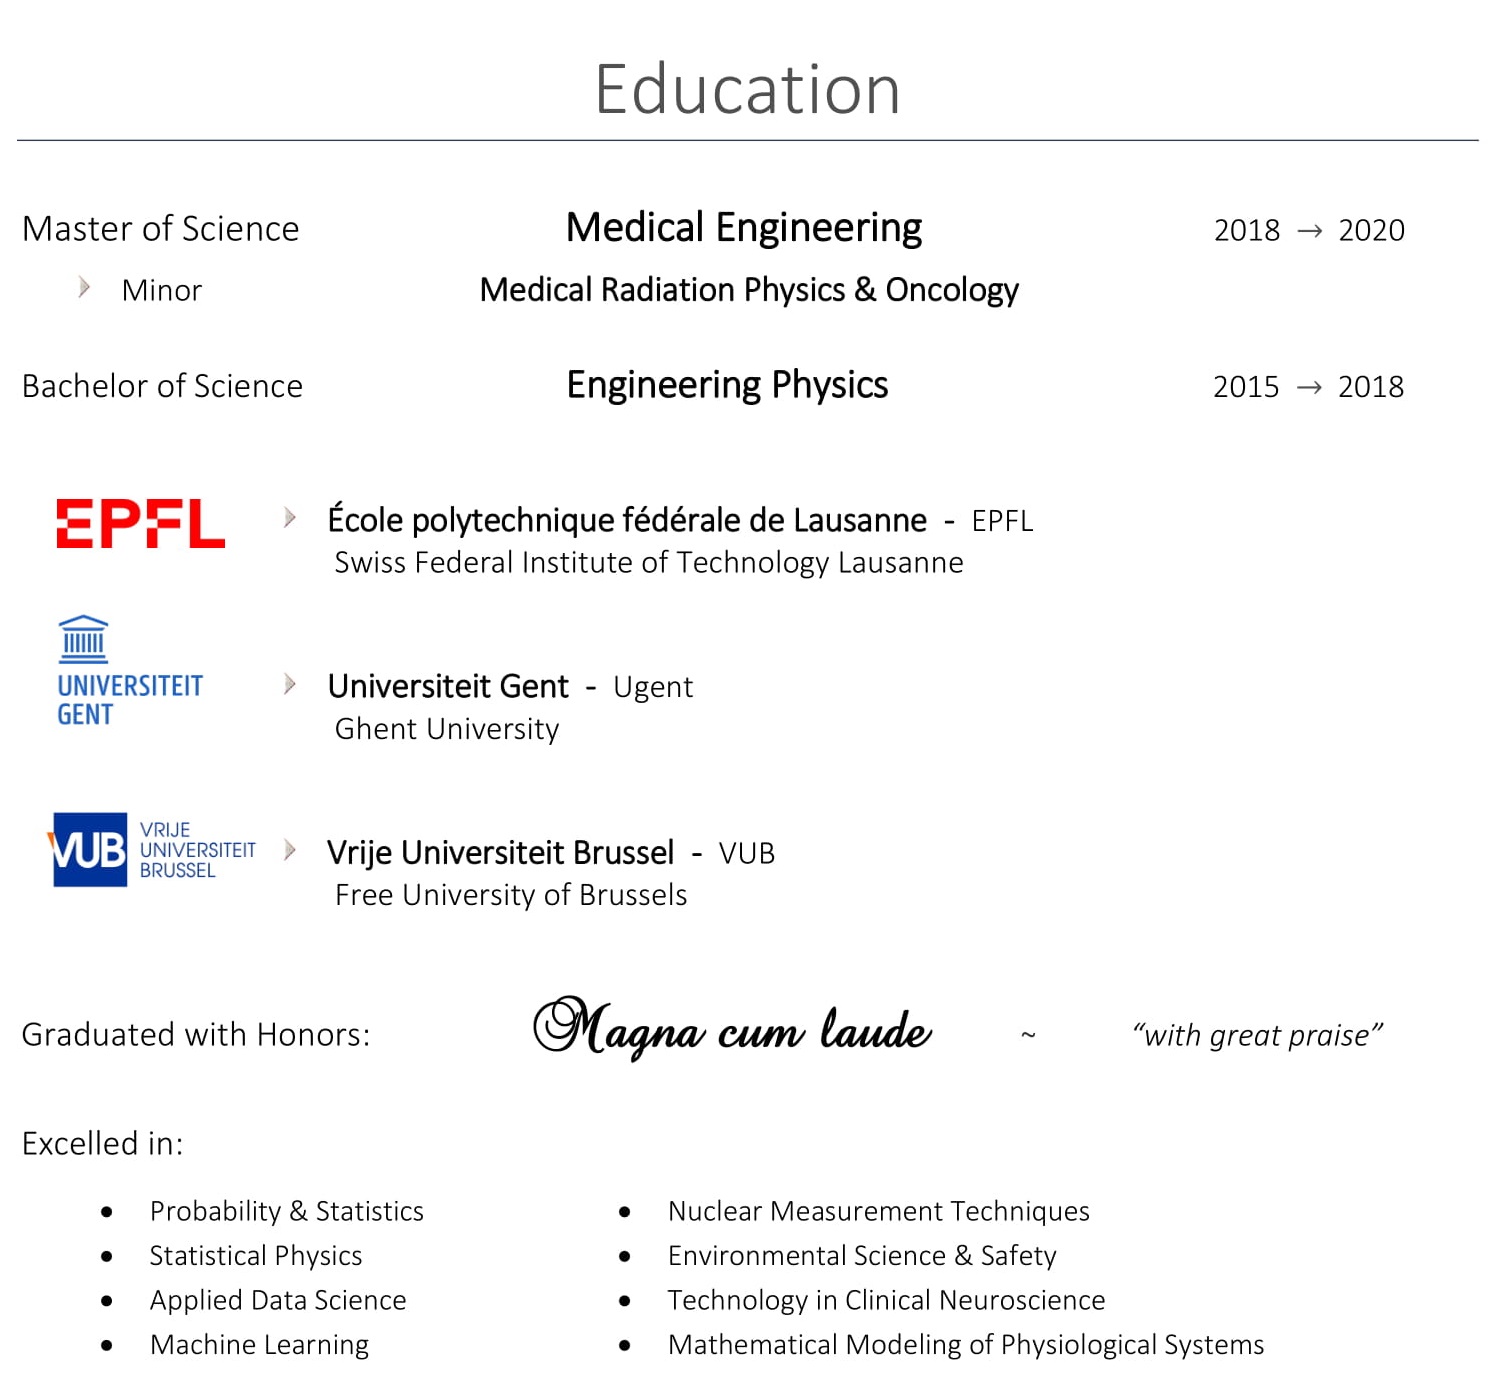 Education
Master of Science Medical Engineering 2018 → 2020
Minor Medical Radiation Physics & Oncology
Bachelor of Science Engineering Physics 2015 → 2018
EPFL École polytechnique fédérale de Lausanne - EPFL
Swiss Federal Institute of Technology Lausanne
UNIVERSITEIT
GENT
Universiteit Gent - Ugent
Ghent University
VUB
VRIJE
UNIVERSITEIT
BRUSSEL
Vrije Universiteit Brussel - VUB
Free University of Brussels
Graduated with Honors: Magna cum laude ~ “with great praise”
Excelled in:
• Probability & Statistics
• Statistical Physics
• Applied Data Science
• Machine Learning
• Nuclear Measurement Techniques
• Environmental Science & Safety
• Technology in Clinical Neuroscience
• Mathematical Modeling of Physiological Systems